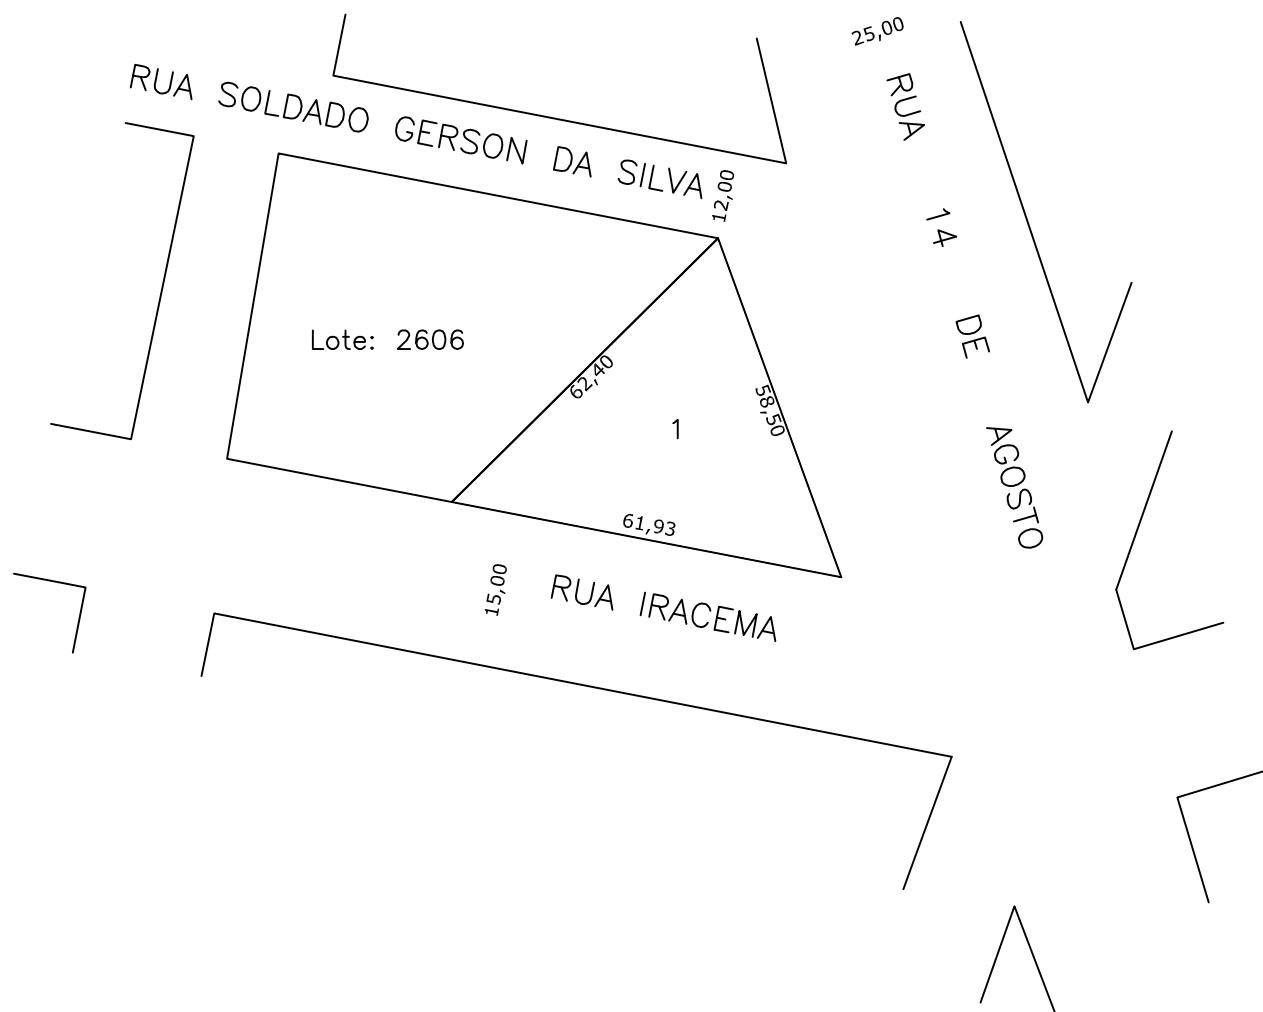 25,00
RUA SOLDADO GERSON DA SILVA
12,00
RUA 14 DE AGOSTO
Lote: 2606
62,40
58,50
1
61,93
15,00
RUA IRACEMA